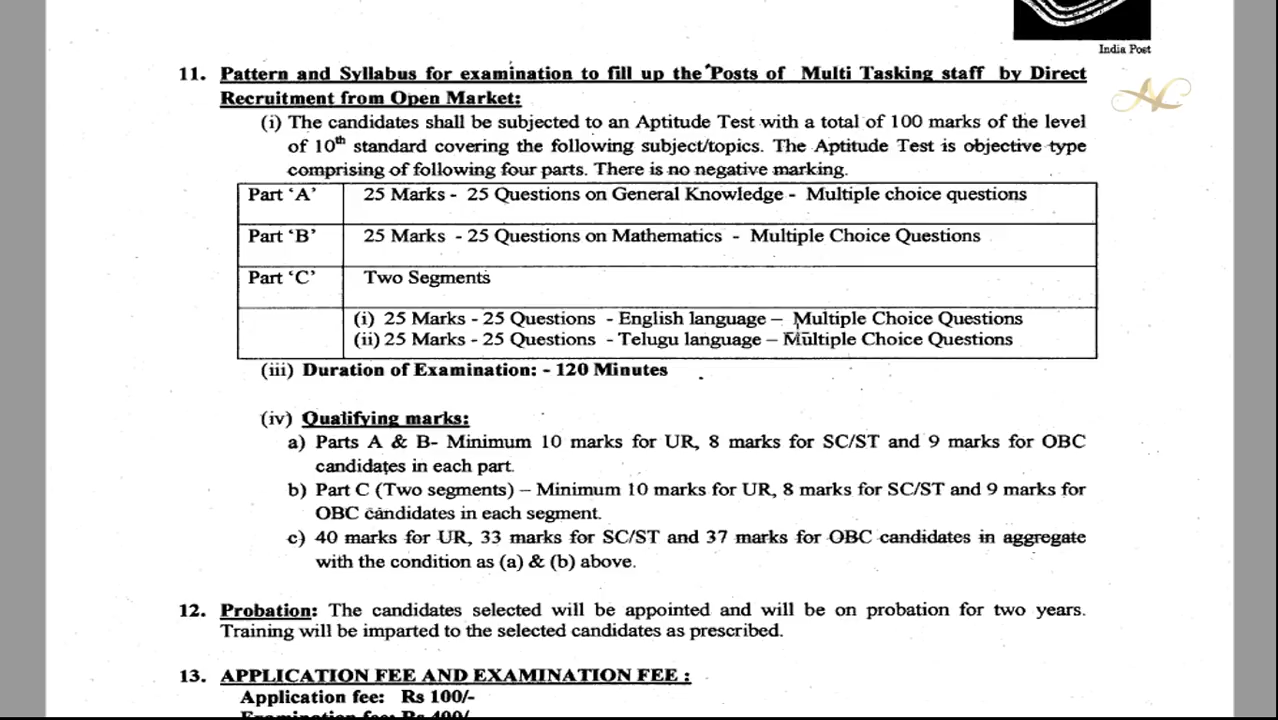 India Post
11. Pattern and Syllabus for examination to fill up the Posts of Multi Tasking staff by Direct
Recruitment from Open Market:
(i) The candidates shall be subjected to an Aptitude Test with a total of 100 marks of the level
of 10th standard covering the following subject/topics. The Aptitude Test is objective type
comprising of following four parts. There is no negative marking.
Part ‘A’ 25 Marks - 25 Questions on General Knowledge - Multiple choice questions
Part ‘B’ 25 Marks - 25 Questions on Mathematics - Multiple Choice Questions
Part ‘C’ Two Segments
(i) 25 Marks - 25 Questions - English language – Multiple Choice Questions
(ii) 25 Marks - 25 Questions - Telugu language – Multiple Choice Questions
(iii) Duration of Examination: - 120 Minutes
(iv) Qualifying marks:
a) Parts A & B- Minimum 10 marks for UR, 8 marks for SC/ST and 9 marks for OBC
candidates in each part.
b) Part C (Two segments) – Minimum 10 marks for UR, 8 marks for SC/ST and 9 marks for
OBC candidates in each segment.
c) 40 marks for UR, 33 marks for SC/ST and 37 marks for OBC candidates in aggregate
with the condition as (a) & (b) above.
12. Probation: The candidates selected will be appointed and will be on probation for two years.
Training will be imparted to the selected candidates as prescribed.
13. APPLICATION FEE AND EXAMINATION FEE :
Application fee: Rs 100/-
Examination fee: Rs 400/